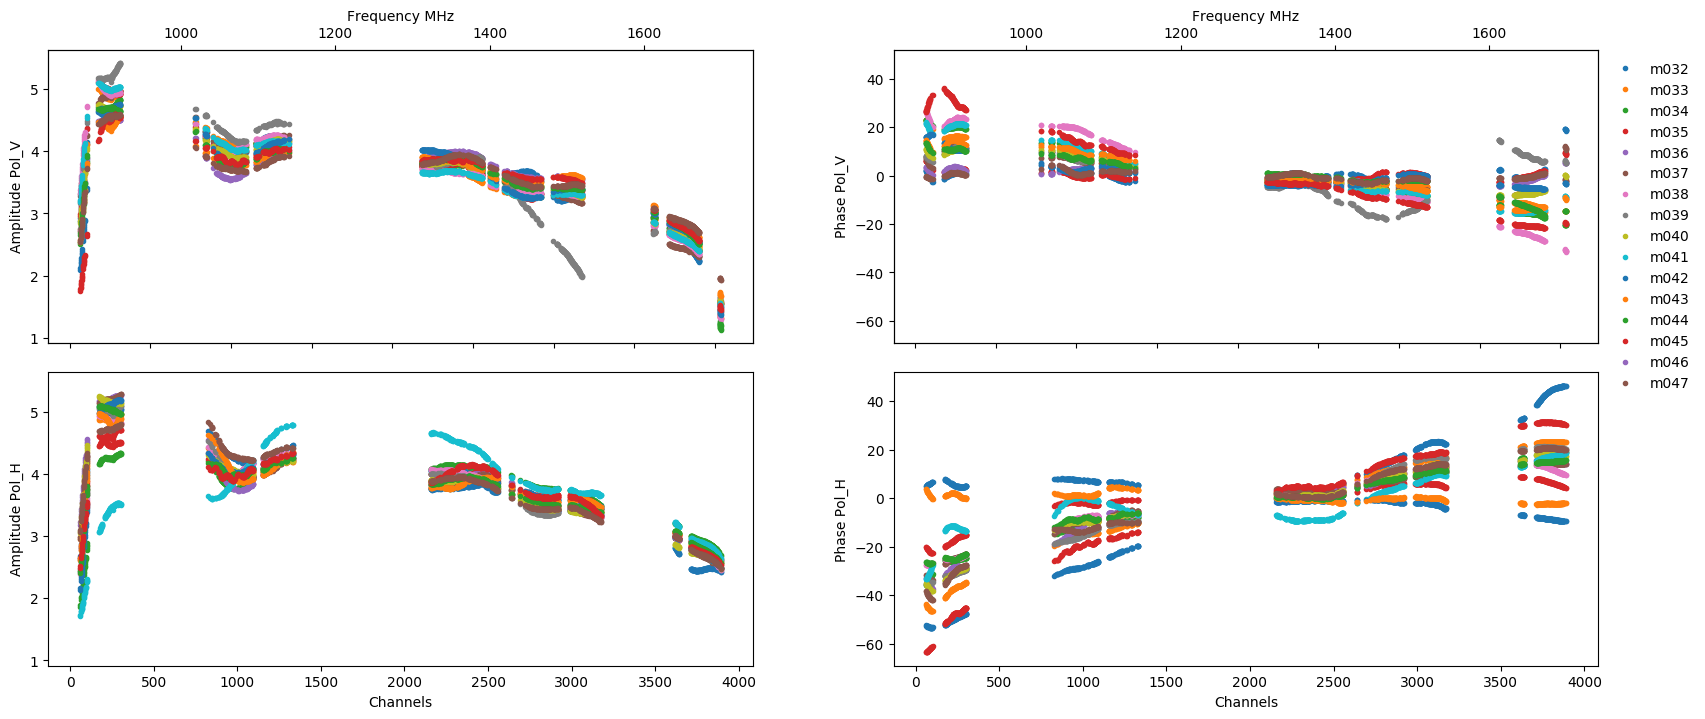 Frequency MHz
1000 1200 1400 1600
Amplitude Pol_V
5
4
3
2
1
Frequency MHz
1000 1200 1400 1600
Phase Pol_V
40
20
0
−20
−40
−60
Amplitude Pol_H
5
4
3
2
1
0 500 1000 1500 2000 2500 3000 3500 4000
Channels
Phase Pol_H
40
20
0
−20
−40
−60
0 500 1000 1500 2000 2500 3000 3500 4000
Channels
m032
m033
m034
m035
m036
m037
m038
m039
m040
m041
m042
m043
m044
m045
m046
m047